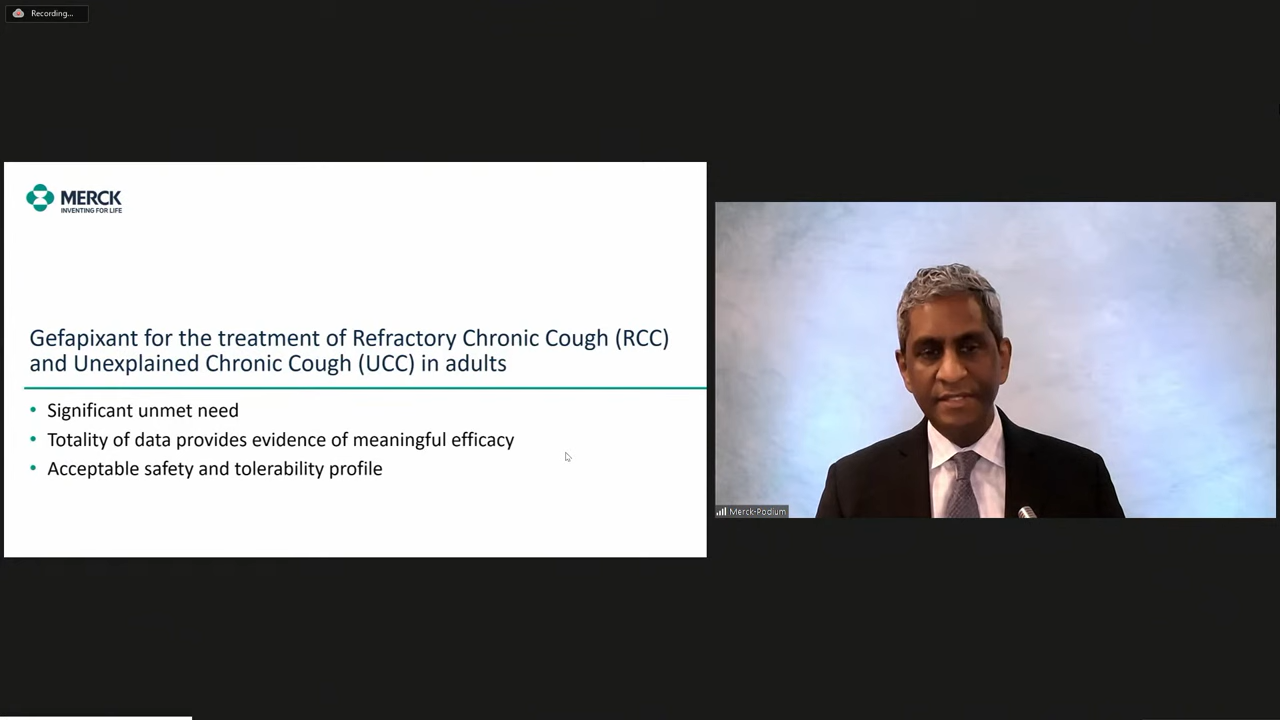 Recording...
MERCK
INVENTING FOR LIFE
Gefapixant for the treatment of Refractory Chronic Cough (RCC)
and Unexplained Chronic Cough (UCC) in adults
• Significant unmet need
• Totality of data provides evidence of meaningful efficacy
• Acceptable safety and tolerability profile
Merck-Podium